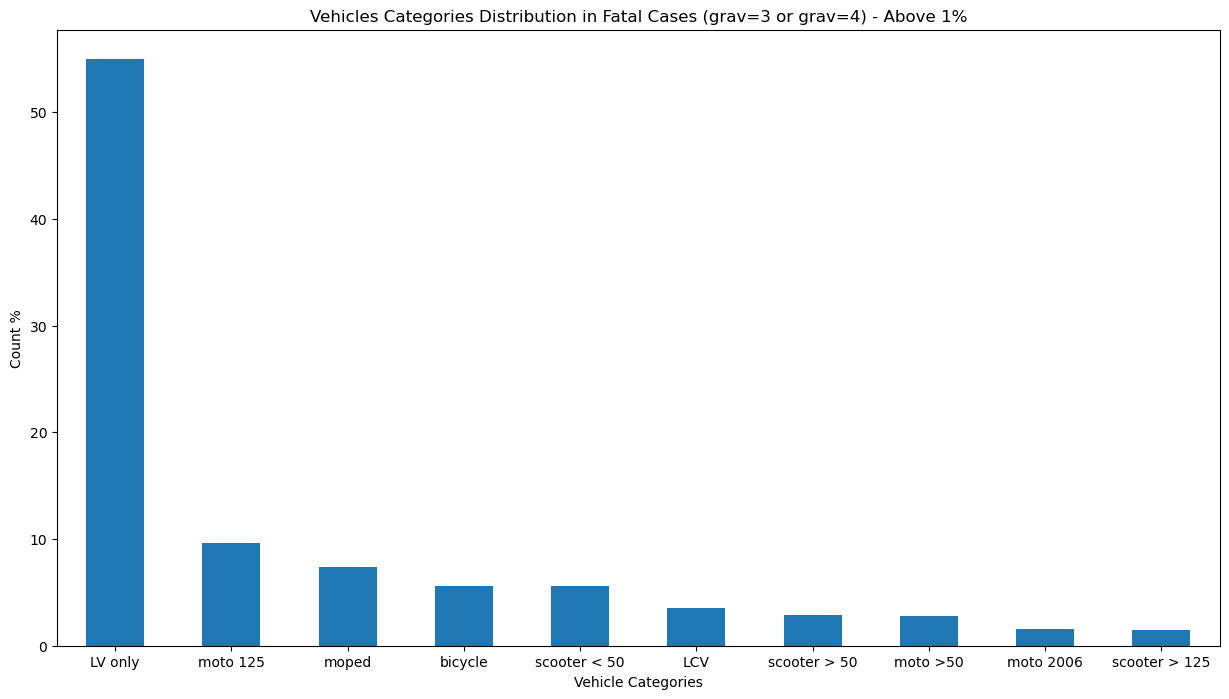 Vehicles Categories Distribution in Fatal Cases (grav=3 or grav=4) - Above 1%
Count %
50
40
30
20
10
0
LV only
moto 125
moped
bicycle
scooter < 50
LCV
scooter > 50
moto >50
moto 2006
scooter > 125
Vehicle Categories